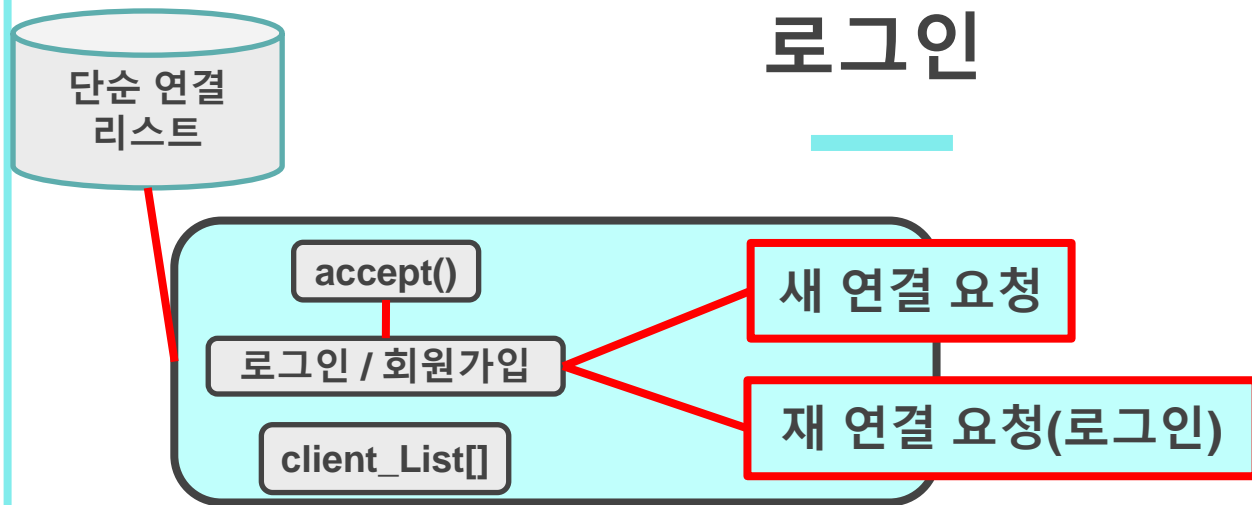 로그인
단순 연결
리스트
accept()
새 연결 요청
로그인 / 회원가입
재 연결 요청(로그인)
client_List[]